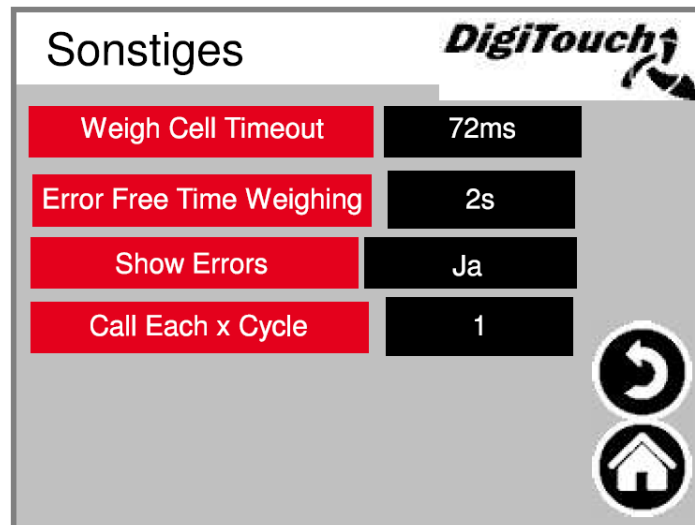 Sonstiges
DigiTouch
Weigh Cell Timeout 72ms
Error Free Time Weighing 2s
Show Errors Ja
Call Each x Cycle 1